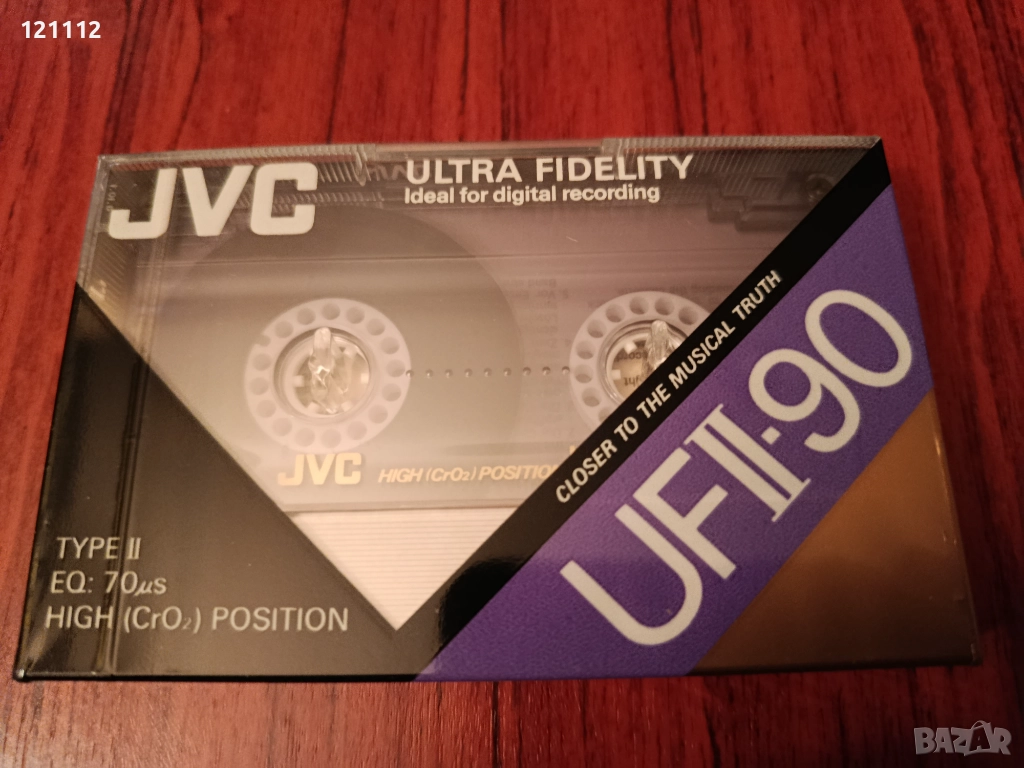 121112
JVC
ULTRA FIDELITY
Ideal for digital recording
CLOSER TO THE MUSICAL TRUTH
UFII·90
JVC
HIGH (CrO₂) POSITION
TYPE II
EQ: 70μs
HIGH (CrO₂) POSITION
BAZAR